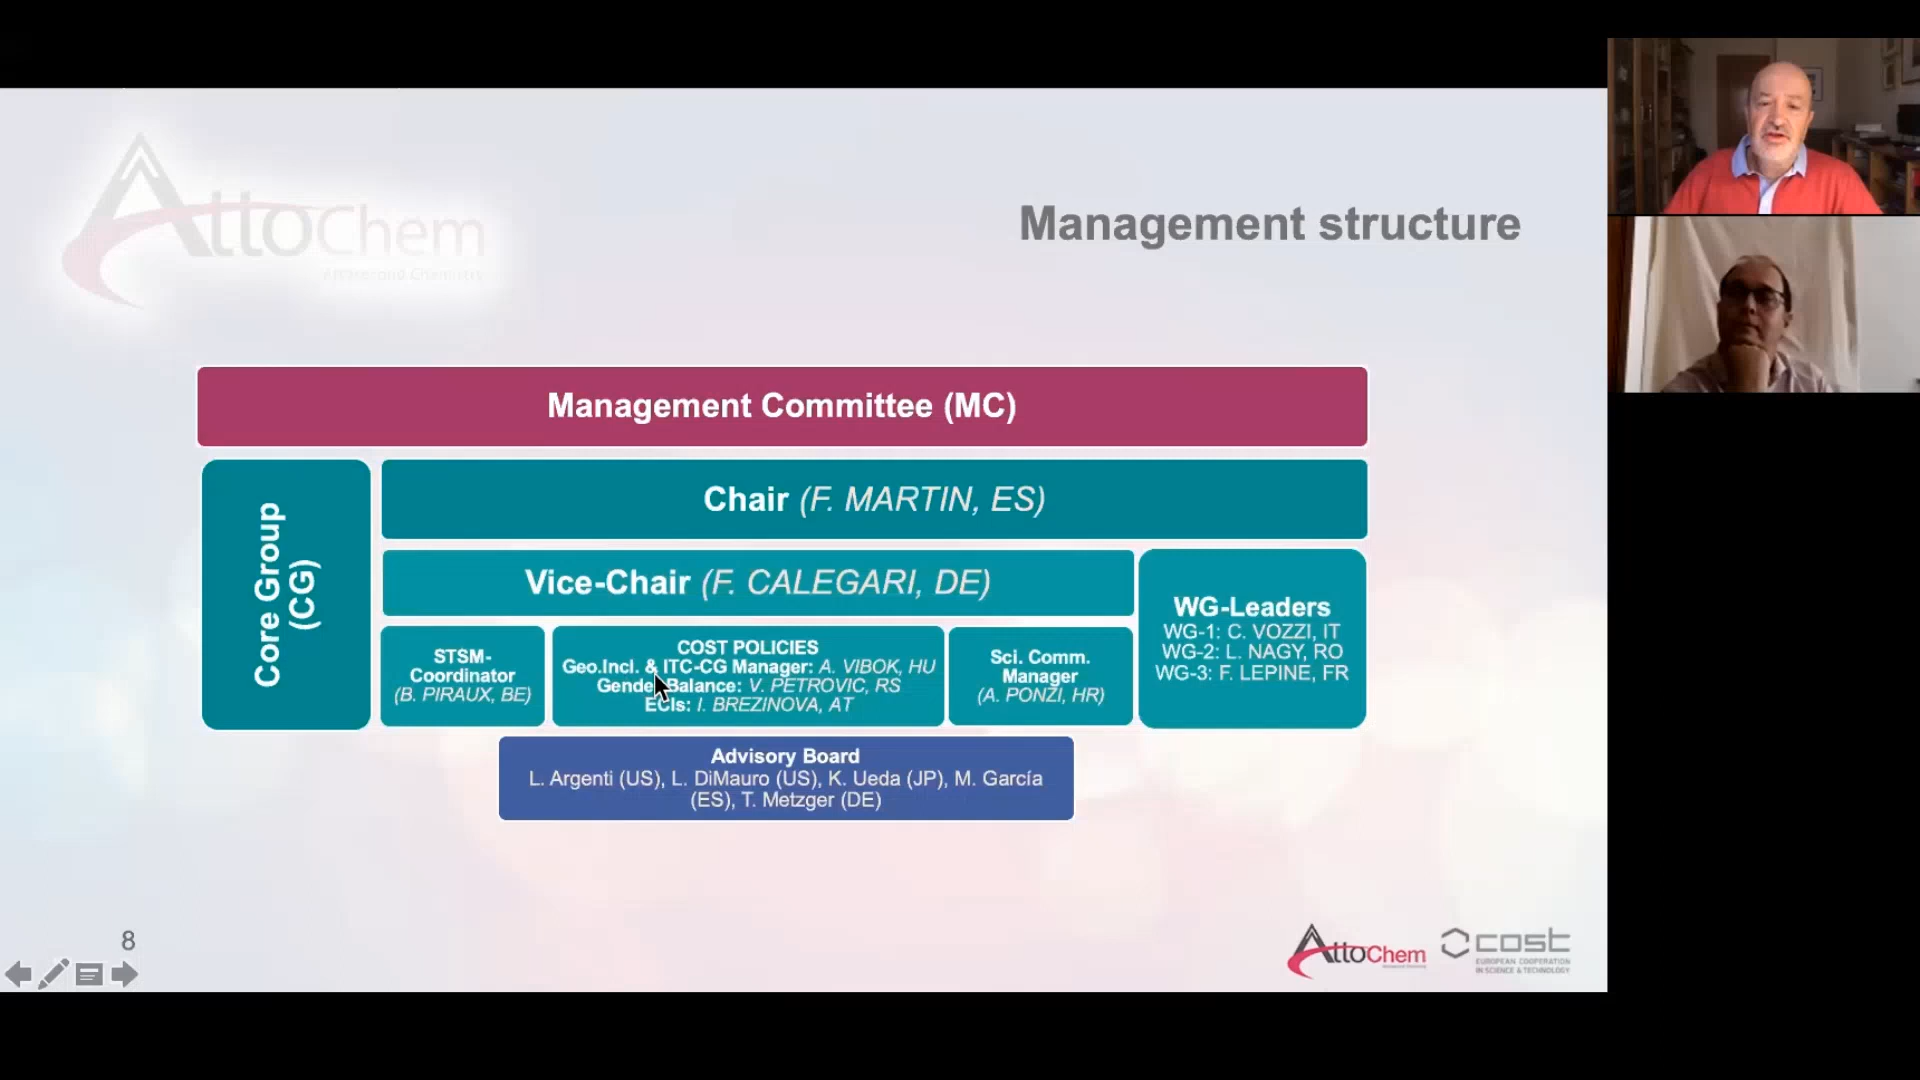 AttoChem
Attosecond Chemistry
Management structure
Management Committee (MC)
Core Group
(CG)
Chair (F. MARTIN, ES)
Vice-Chair (F. CALEGARI, DE)
STSM-
Coordinator
(B. PIRAUX, BE)
COST POLICIES
Geo.Incl. & ITC-CG Manager: A. VIBOK, HU
Gender Balance: V. PETROVIC, RS
ECIs: I. BREZINOVA, AT
Sci. Comm.
Manager
(A. PONZI, HR)
WG-Leaders
WG-1: C. VOZZI, IT
WG-2: L. NAGY, RO
WG-3: F. LEPINE, FR
Advisory Board
L. Argenti (US), L. DiMauro (US), K. Ueda (JP), M. García
(ES), T. Metzger (DE)
8
AttoChem
cost
EUROPEAN COOPERATION
IN SCIENCE & TECHNOLOGY